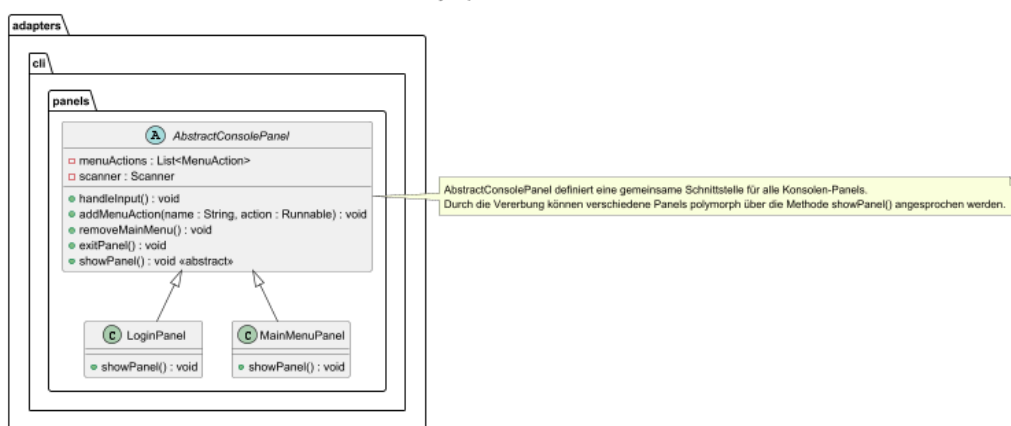 adapters
cli
panels
A AbstractConsolePanel
menuActions : List<MenuAction>
scanner : Scanner
handleInput() : void
addMenuAction(name : String, action : Runnable) : void
removeMainMenu() : void
exitPanel() : void
showPanel() : void «abstract»
AbstractConsolePanel definiert eine gemeinsame Schnittstelle für alle Konsolen-Panels.
Durch die Vererbung können verschiedene Panels polymorph über die Methode showPanel() angesprochen werden.
C LoginPanel
showPanel() : void
C MainMenuPanel
showPanel() : void